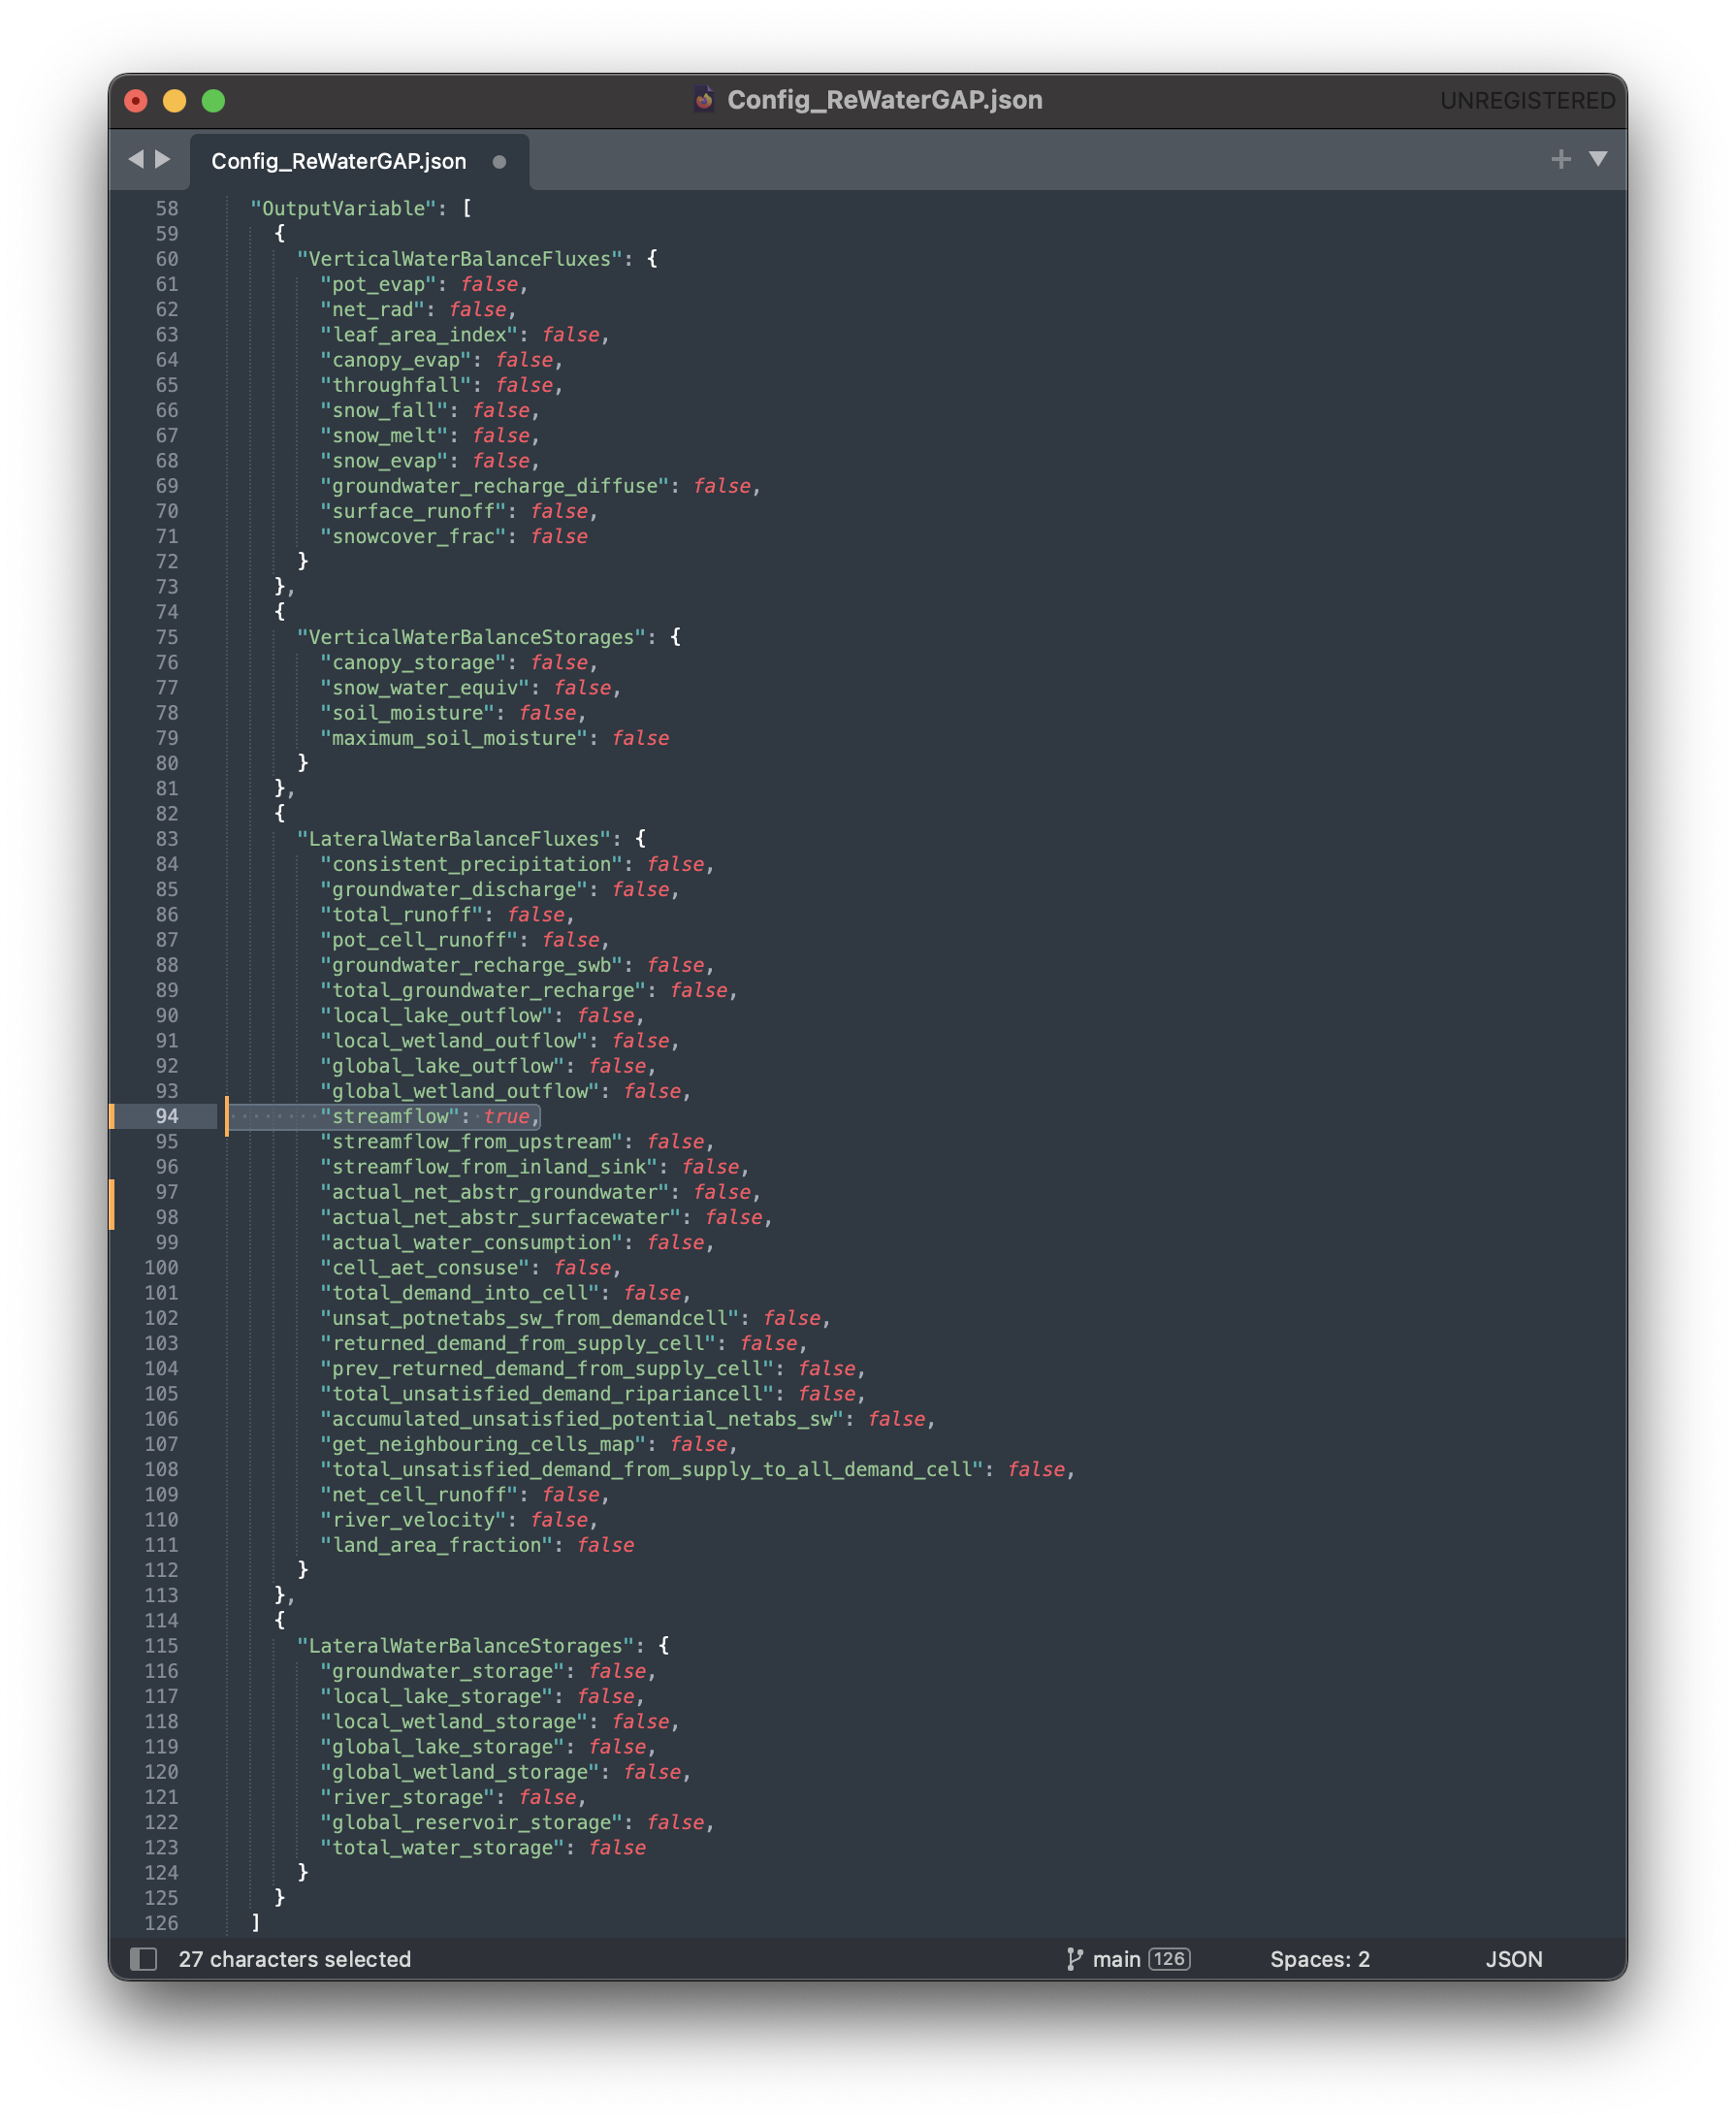 Config_ReWaterGAP.json
UNREGISTERED
Config_ReWaterGAP.json
58 "OutputVariable": [
59 {
60 "VerticalWaterBalanceFluxes": {
61 "pot_evap": false,
62 "net_rad": false,
63 "leaf_area_index": false,
64 "canopy_evap": false,
65 "throughfall": false,
66 "snow_fall": false,
67 "snow_melt": false,
68 "snow_evap": false,
69 "groundwater_recharge_diffuse": false,
70 "surface_runoff": false,
71 "snowcover_frac": false
72 }
73 },
74 {
75 "VerticalWaterBalanceStorages": {
76 "canopy_storage": false,
77 "snow_water_equiv": false,
78 "soil_moisture": false,
79 "maximum_soil_moisture": false
80 }
81 },
82 {
83 "LateralWaterBalanceFluxes": {
84 "consistent_precipitation": false,
85 "groundwater_discharge": false,
86 "total_runoff": false,
87 "pot_cell_runoff": false,
88 "groundwater_recharge_swb": false,
89 "total_groundwater_recharge": false,
90 "local_lake_outflow": false,
91 "local_wetland_outflow": false,
92 "global_lake_outflow": false,
93 "global_wetland_outflow": false,
94 "streamflow": true,
95 "streamflow_from_upstream": false,
96 "streamflow_from_inland_sink": false,
97 "actual_net_abstr_groundwater": false,
98 "actual_net_abstr_surfacewater": false,
99 "actual_water_consumption": false,
100 "cell_aet_consuse": false,
101 "total_demand_into_cell": false,
102 "unsat_potnetabs_sw_from_demandcell": false,
103 "returned_demand_from_supply_cell": false,
104 "prev_returned_demand_from_supply_cell": false,
105 "total_unsatisfied_demand_ripariancell": false,
106 "accumulated_unsatisfied_potential_netabs_sw": false,
107 "get_neighbouring_cells_map": false,
108 "total_unsatisfied_demand_from_supply_to_all_demand_cell": false,
109 "net_cell_runoff": false,
110 "river_velocity": false,
111 "land_area_fraction": false
112 }
113 },
114 {
115 "LateralWaterBalanceStorages": {
116 "groundwater_storage": false,
117 "local_lake_storage": false,
118 "local_wetland_storage": false,
119 "global_lake_storage": false,
120 "global_wetland_storage": false,
121 "river_storage": false,
122 "global_reservoir_storage": false,
123 "total_water_storage": false
124 }
125 }
126 ]
27 characters selected
main 126
Spaces: 2
JSON